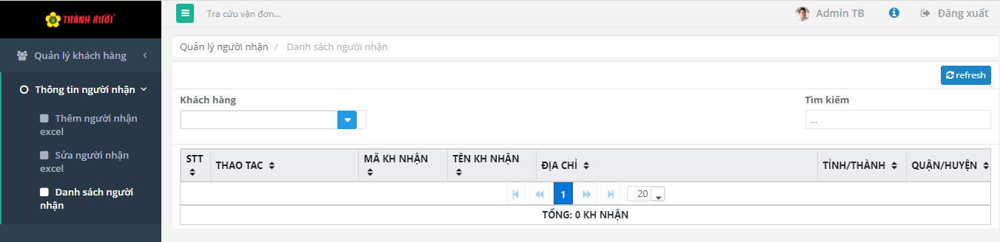 THÀNH BƯỞI
Tra cứu vận đơn...
Admin TB
Đăng xuất
Quản lý khách hàng
Thông tin người nhận
Thêm người nhận
excel
Sửa người nhận
excel
Danh sách người
nhận
Quản lý người nhận / Danh sách người nhận
refresh
Khách hàng
Tìm kiếm
...
STT
THAO TAC
MÃ KH NHẬN
TÊN KH NHẬN
ĐỊA CHỈ
TỈNH/THÀNH
QUẬN/HUYỆN
1
20
TỔNG: 0 KH NHẬN